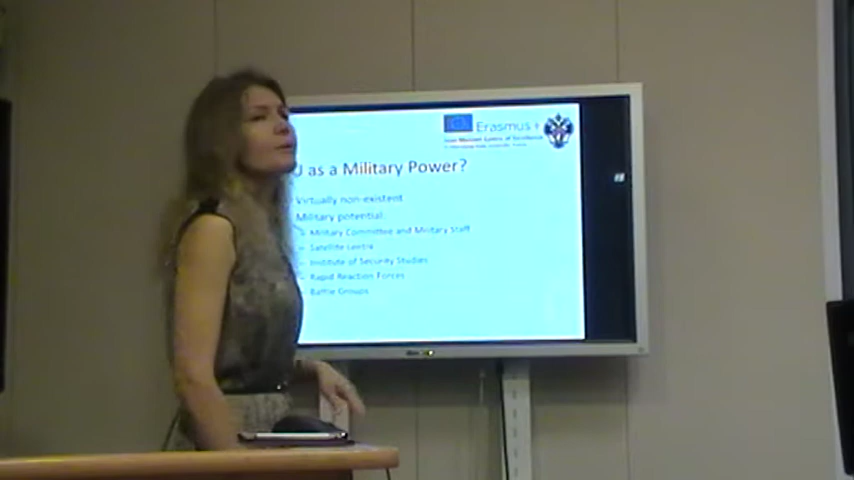 Erasmus +
U as a Military Power?
Virtually non-existent
Military potential:
– Military Committee and Military Staff
– Satellite Centre
– Institute of Security Studies
– Rapid Reaction Forces
– Battle Groups